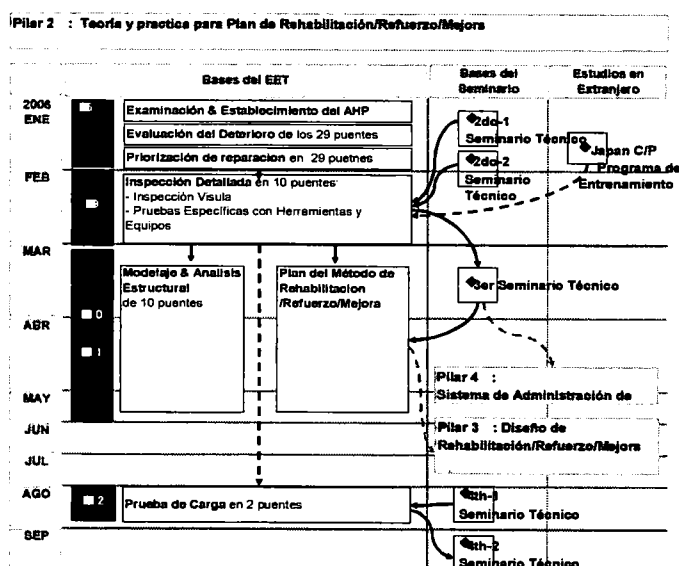 Pilar 2 : Teoria y practica para Plan de Rehabilitación/Refuerzo/Mejora
Bases del EET
Bases del
Seminario
Estudios en
Extranjero
2006
ENE
Examinación & Establecimiento del AHP
Evaluación del Deterioro de los 29 puentes
Priorización de reparacion en 29 puetnes
2do-1
Seminario Técnico
2do-2
Seminario
Técnico
Japan C/P
Programa de
Entrenamiento
FEB
Inspección Detallada en 10 puentes
- Inspección Visula
- Pruebas Específicas con Herramientas y
Equipos
MAR
Modelaje & Analisis
Estructural
de 10 puentes
Plan del Método de
Rehabilitacion
/Refuerzo/Mejora
3er Seminario Técnico
0
ABR
1
Pilar 4 :
Sistema de Administración de
MAY
Pilar 3 : Diseño de
Rehabilitación/Refuerzo/Mejora
JUN
JUL
AGO
2
Prueba de Carga en 2 puentes
4th-1
Seminario Técnico
SEP
4th-2
Seminario Técnico